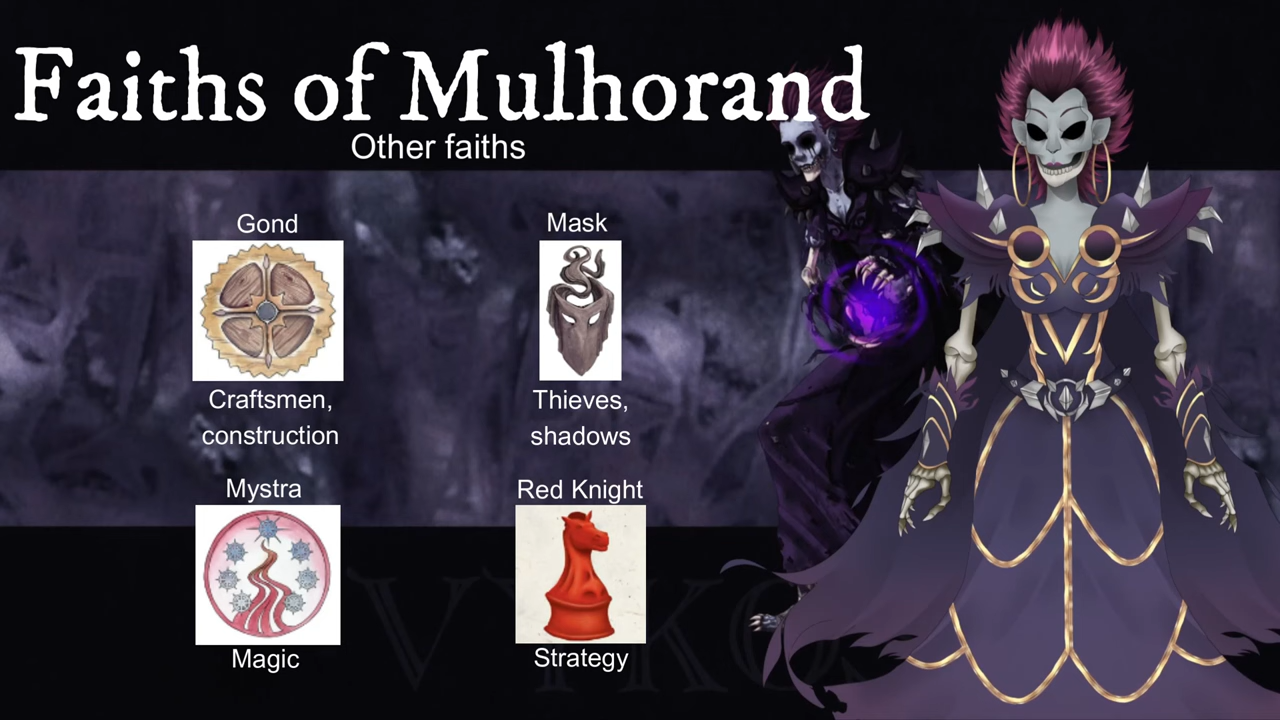 Faiths of Mulhorand
Other faiths
Gond
Mask
Craftsmen,
construction
Thieves,
shadows
Mystra
Red Knight
Magic
Strategy